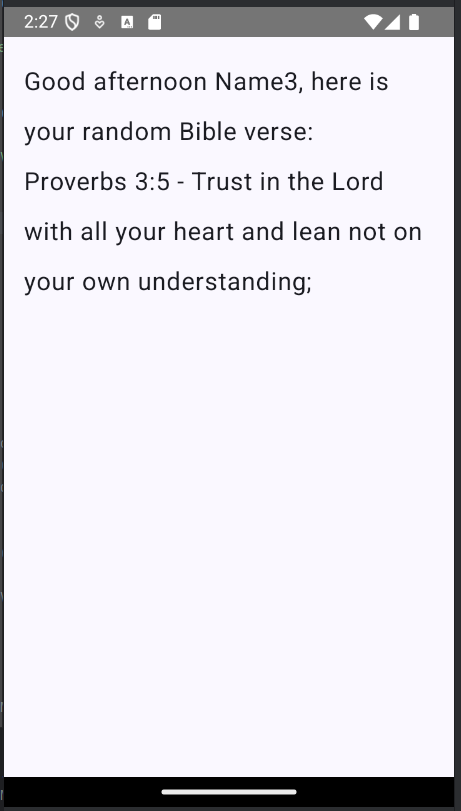 2:27
Good afternoon Name3, here is
your random Bible verse:
Proverbs 3:5 - Trust in the Lord
with all your heart and lean not on
your own understanding;